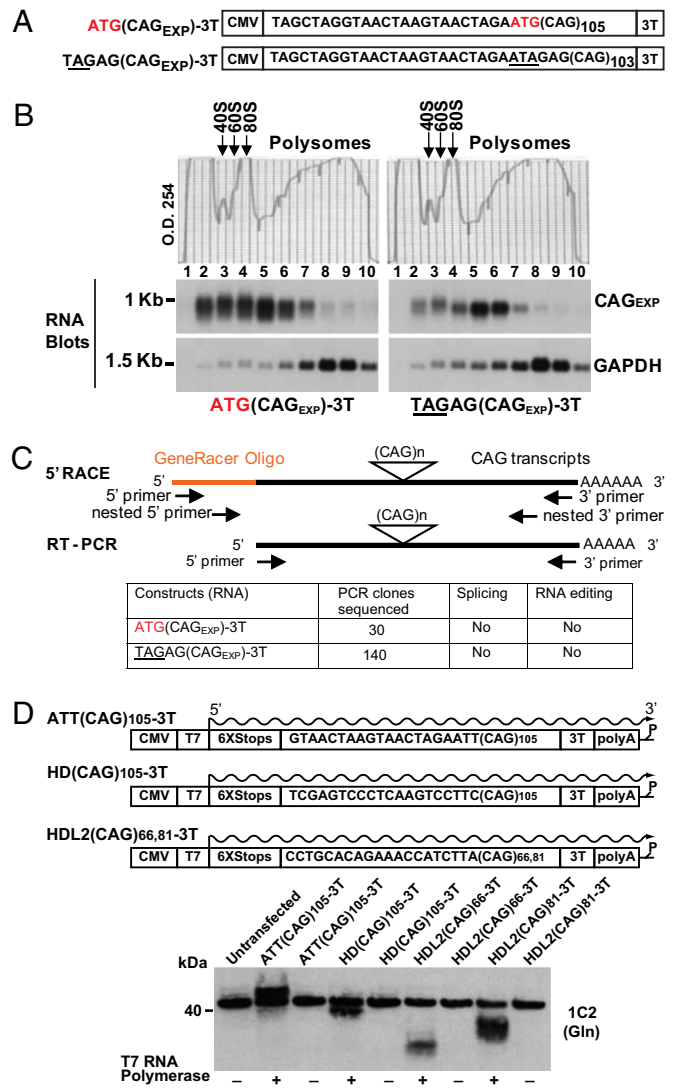 A
ATG(CAGEXP)-3T CMV TAGCTAGGTAACTAAGTAACTAGAATG(CAG)105 3T
TAGAG(CAGEXP)-3T CMV TAGCTAGGTAACTAAGTAACTAGAATAGAG(CAG)103 3T
B
40S 60S 80S
40S 60S 80S
Polysomes Polysomes
O.D. 254
1 2 3 4 5 6 7 8 9 10 1 2 3 4 5 6 7 8 9 10
1 Kb CAGEXP
RNA Blots
1.5 Kb GAPDH
ATG(CAGEXP)-3T TAGAG(CAGEXP)-3T
C
GeneRacer Oligo (CAG)n CAG transcripts
5' RACE 5' AAAAAA 3'
5' primer 3' primer
nested 5' primer nested 3' primer
(CAG)n
RT - PCR 5' AAAAA 3'
5' primer 3' primer
Constructs (RNA) PCR clones sequenced Splicing RNA editing
ATG(CAGEXP)-3T 30 No No
TAGAG(CAGEXP)-3T 140 No No
D
5' 3'
ATT(CAG)105-3T
CMV T7 6XStops GTAACTAAGTAACTAGAATT(CAG)105 3T polyA P
HD(CAG)105-3T
CMV T7 6XStops TCGAGTCCCTCAAGTCCTTC(CAG)105 3T polyA P
HDL2(CAG)66,81-3T
CMV T7 6XStops CCTGCACAGAAACCATCTTA(CAG)66,81 3T polyA P
Untransfected
ATT(CAG)105-3T
ATT(CAG)105-3T
HD(CAG)105-3T
HD(CAG)105-3T
HDL2(CAG)66-3T
HDL2(CAG)66-3T
HDL2(CAG)81-3T
HDL2(CAG)81-3T
kDa
40
1C2
(Gln)
T7 RNA
Polymerase – + – + – + – + –